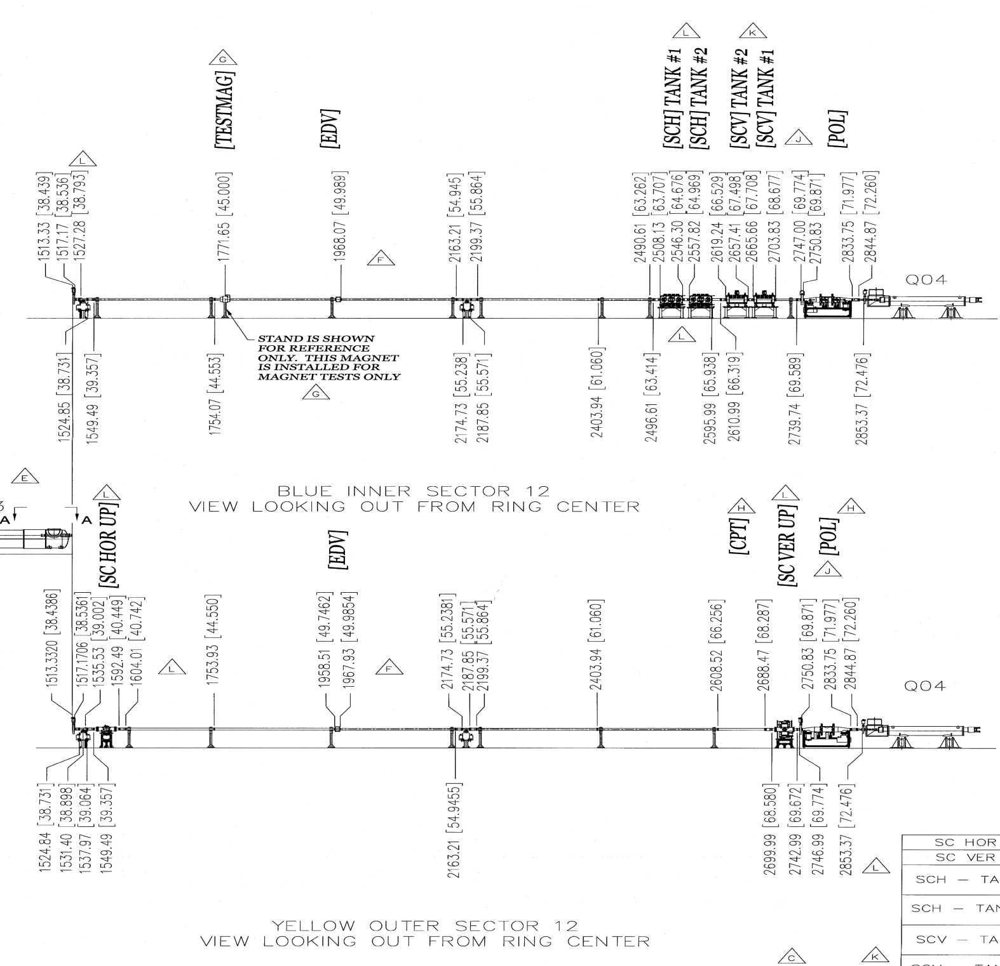 L
K
G
[TESTMAG]
[EDV]
[SCH] TANK #1
[SCH] TANK #2
[SCV] TANK #2
[SCV] TANK #1
J
[POL]
L
1513.33 [38.439]
1517.17 [38.536]
1527.28 [38.793]
1771.65 [45.000]
1968.07 [49.989]
2163.21 [54.945]
2199.37 [55.864]
2490.61 [63.262]
2508.13 [63.707]
2546.30 [64.676]
2557.82 [64.969]
2619.24 [66.529]
2657.41 [67.498]
2665.66 [67.708]
2703.83 [68.677]
2747.00 [69.774]
2750.83 [69.871]
2833.75 [71.977]
2844.87 [72.260]
F
Q04
STAND IS SHOWN
FOR REFERENCE
ONLY. THIS MAGNET
IS INSTALLED FOR
MAGNET TESTS ONLY
G
L
1524.85 [38.731]
1549.49 [39.357]
1754.07 [44.553]
2174.73 [55.238]
2187.85 [55.571]
2403.94 [61.060]
2496.61 [63.414]
2595.99 [65.938]
2610.99 [66.319]
2739.74 [69.589]
2853.37 [72.476]
BLUE INNER SECTOR 12
VIEW LOOKING OUT FROM RING CENTER
E
3
A
A
L
[SC HOR UP]
[EDV]
H
[CPT]
L
[SC VER UP]
H
[POL]
J
1513.3320 [38.4386]
1517.1706 [38.5361]
1535.53 [39.002]
1592.49 [40.449]
1604.01 [40.742]
1753.93 [44.550]
1958.51 [49.7462]
1967.93 [49.9854]
2174.73 [55.2381]
2187.85 [55.571]
2199.37 [55.864]
2403.94 [61.060]
2608.52 [66.256]
2688.47 [68.287]
2750.83 [69.871]
2833.75 [71.977]
2844.87 [72.260]
L
F
Q04
1524.84 [38.731]
1531.40 [38.898]
1537.97 [39.064]
1549.49 [39.357]
2163.21 [54.9455]
2699.99 [68.580]
2742.99 [69.672]
2746.99 [69.774]
2853.37 [72.476]
L
YELLOW OUTER SECTOR 12
VIEW LOOKING OUT FROM RING CENTER
SC HOR
SC VER
SCH – TA
SCH – TAN
SCV – TA
C
K